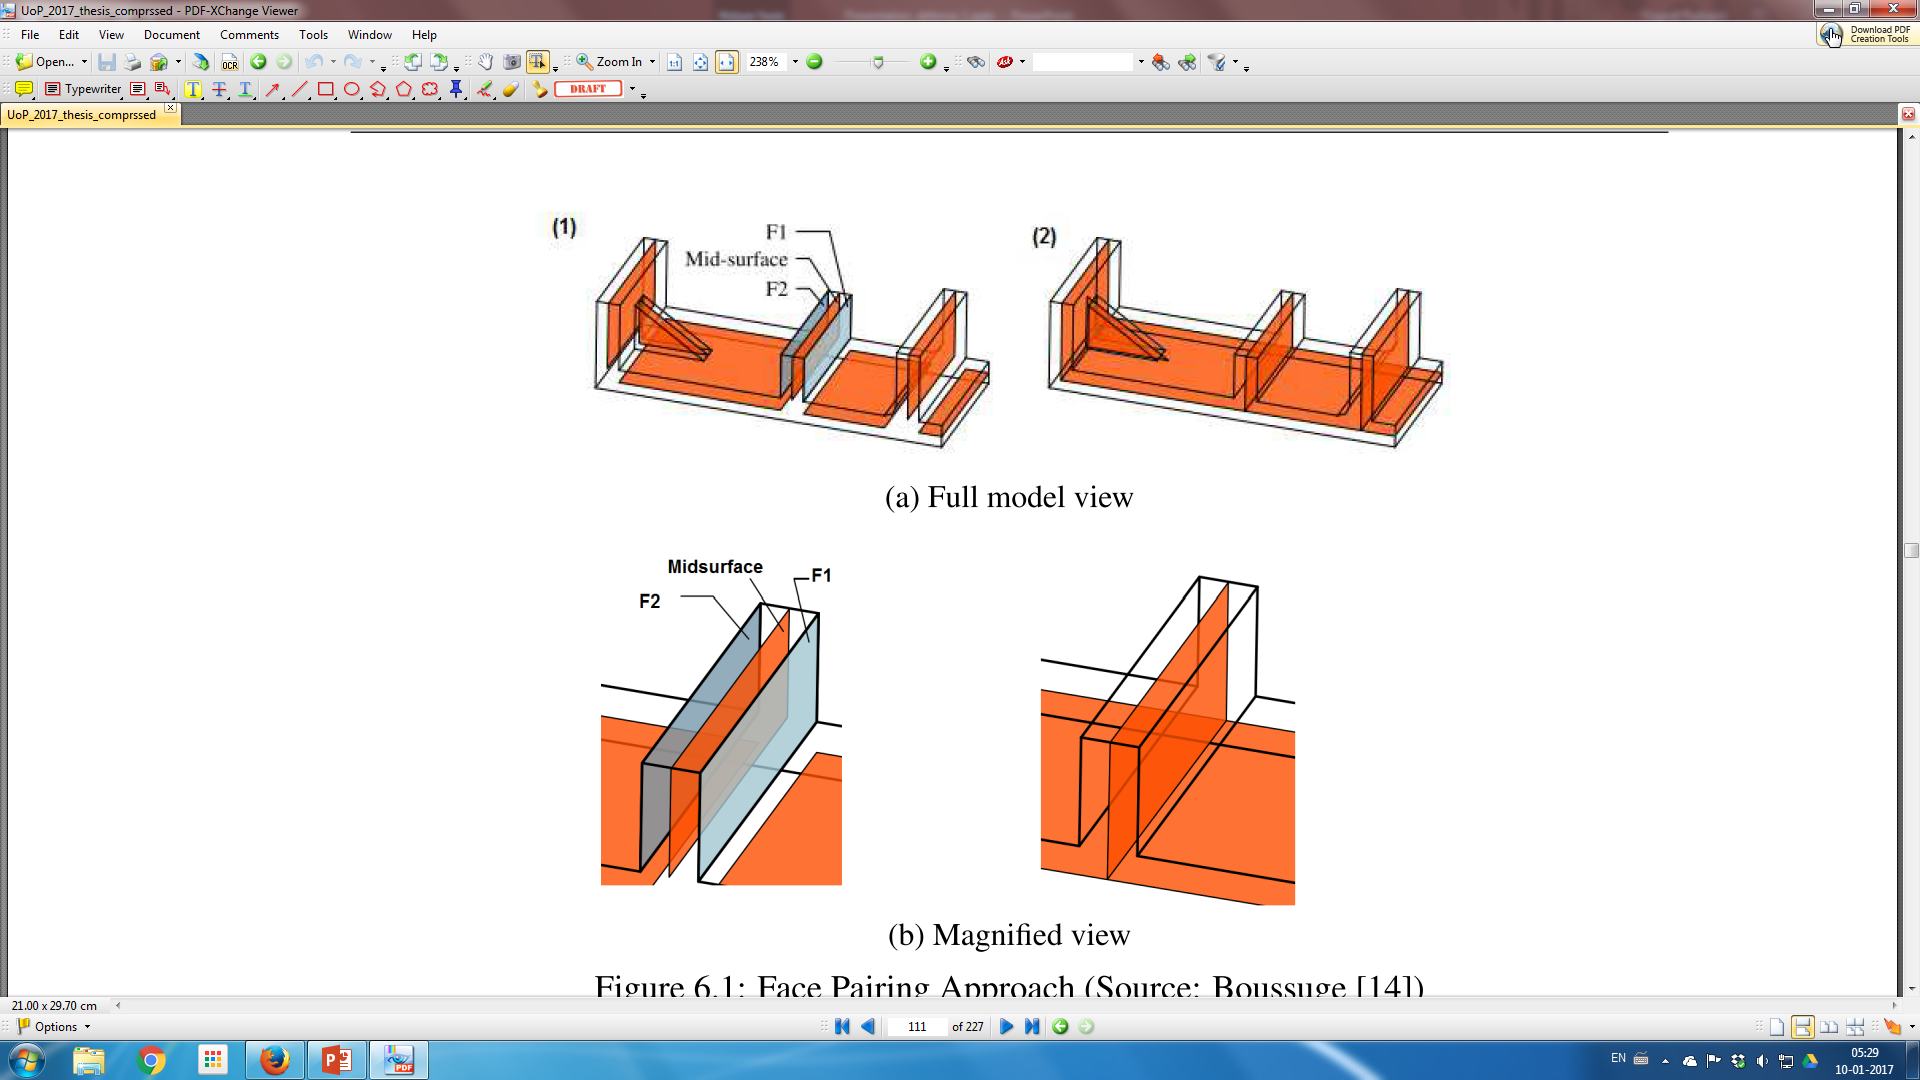 UoP_2017_thesis_comprssed - PDF-XChange Viewer
File Edit View Document Comments Tools Window Help
Download PDF
Creation Tools
Open... OCR Zoom In 238%
Typewriter DRAFT
UoP_2017_thesis_comprssed
(1)
F1
Mid-surface
F2
(2)
(a) Full model view
Midsurface
F1
F2
(b) Magnified view
Figure 6.1: Face Pairing Approach (Source: Boussuge [14])
21.00 x 29.70 cm
Options 111 of 227
EN 05:29
10-01-2017